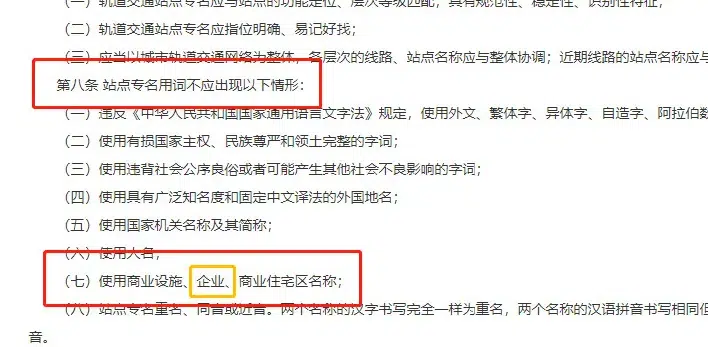 (一)轨道交通站点专名应与站点的功能定位、层次等级匹配,具有规范性、稳定性、识别性特征;
(二)轨道交通站点专名应指位明确、易记好找;
(三)应当以城市轨道交通网络为整体,各层次的线路、站点名称应与整体协调;近期线路的站点名称应与
第八条 站点专名用词不应出现以下情形:
(一)违反《中华人民共和国国家通用语言文字法》规定,使用外文、繁体字、异体字、自造字、阿拉伯数
(二)使用有损国家主权、民族尊严和领土完整的字词;
(三)使用违背社会公序良俗或者可能产生其他社会不良影响的字词;
(四)使用具有广泛知名度和固定中文译法的外国地名;
(五)使用国家机关名称及其简称;
(六)使用人名;
(七)使用商业设施、企业、商业住宅区名称;
(八)站点专名重名、同音或近音。两个名称的汉字书写完全一样为重名,两个名称的汉语拼音书写相同但
音。